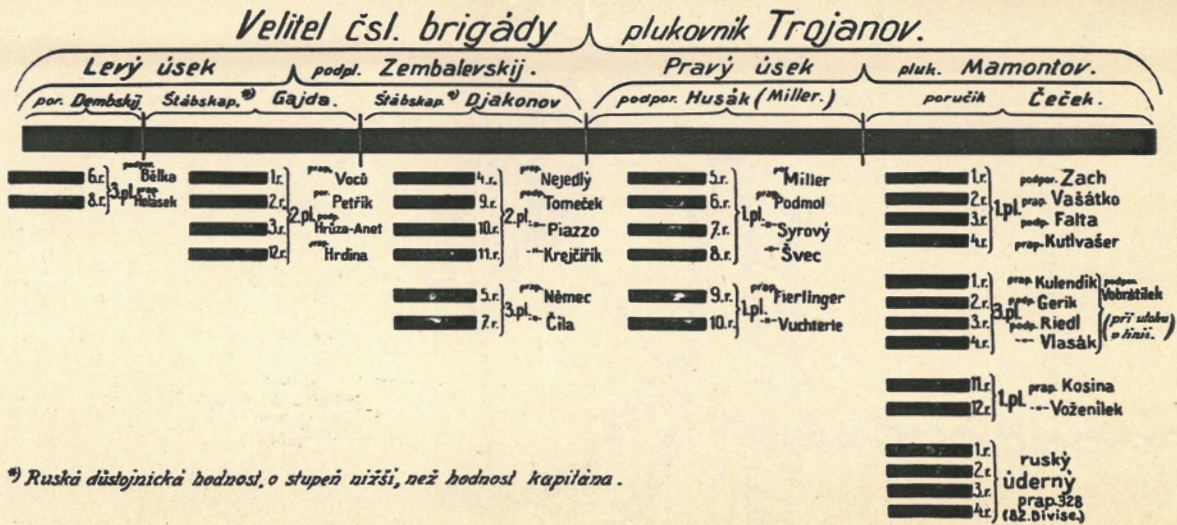 Velitel čsl. brigády plukovník Trojanov.
Levý úsek podpl. Zembalevskij. Pravý úsek pluk. Mamontov.
por. Dembskij. Štábskap.*) Gajda. Štábskap.*) Djakonov podpor. Husák (Miller.) poručík Čeček.
6.r. podpor. Bělka
8.r. prap. Holásek
3.pl.
1.r. prap. Voců
2.r. por. Petřík
3.r. podp. Hrůza-Anet
12.r. prap. Hrdina
2.pl.
4.r. prap. Nejedlý
9.r. podp. Tomeček
10.r. -"- Piazzo
11.r. -"- Krejčiřík
2.pl.
5.r. prap. Němec
7.r. -"- Čila
3.pl.
5.r. Miller
6.r. prap. Podmol
7.r. -"- Syrový
8.r. -"- Švec
1.pl.
9.r. prap. Fierlinger
10.r. -"- Vuchterle
1.pl.
1.r. podpor. Zach
2.r. prap. Vašátko
3.r. podp. Falta
4.r. prap. Kutlvašer
1.pl.
1.r. prap. Kulendik
2.r. podp. Gerik
3.r. podp. Riedl
4.r. -"- Vlasák
3.pl.
podpor. Vobrátilek
(při útoku v linii.)
11.r. prap. Kosina
12.r. -"- Voženilek
1.pl.
1.r.
2.r.
3.r.
4.r.
ruský
úderný
prap. 328
(82. Divise.)
*) Ruská důstojnická hodnost, o stupeň nižší, než hodnost kapitána.